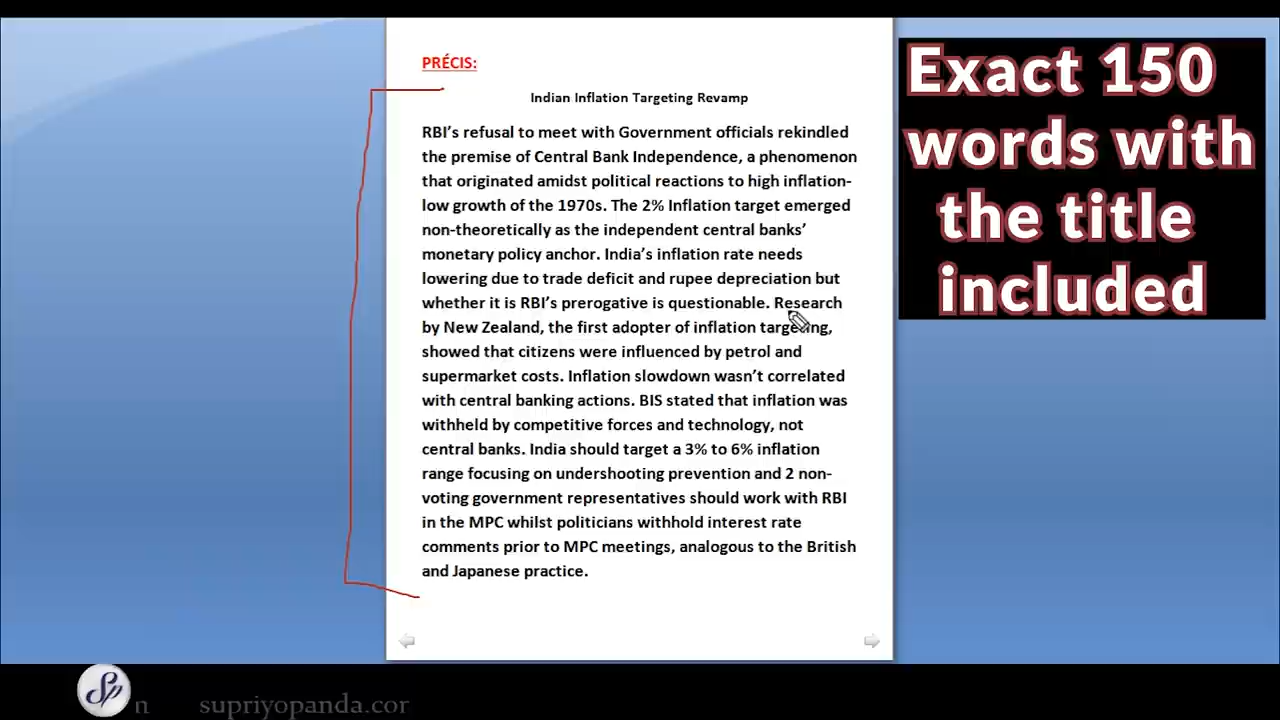 PRÉCIS:
Indian Inflation Targeting Revamp
RBI's refusal to meet with Government officials rekindled
the premise of Central Bank Independence, a phenomenon
that originated amidst political reactions to high inflation-
low growth of the 1970s. The 2% Inflation target emerged
non-theoretically as the independent central banks'
monetary policy anchor. India's inflation rate needs
lowering due to trade deficit and rupee depreciation but
whether it is RBI's prerogative is questionable. Research
by New Zealand, the first adopter of inflation targeting,
showed that citizens were influenced by petrol and
supermarket costs. Inflation slowdown wasn't correlated
with central banking actions. BIS stated that inflation was
withheld by competitive forces and technology, not
central banks. India should target a 3% to 6% inflation
range focusing on undershooting prevention and 2 non-
voting government representatives should work with RBI
in the MPC whilst politicians withhold interest rate
comments prior to MPC meetings, analogous to the British
and Japanese practice.
Exact 150
words with
the title
included
Sp
n supriyopanda.cor